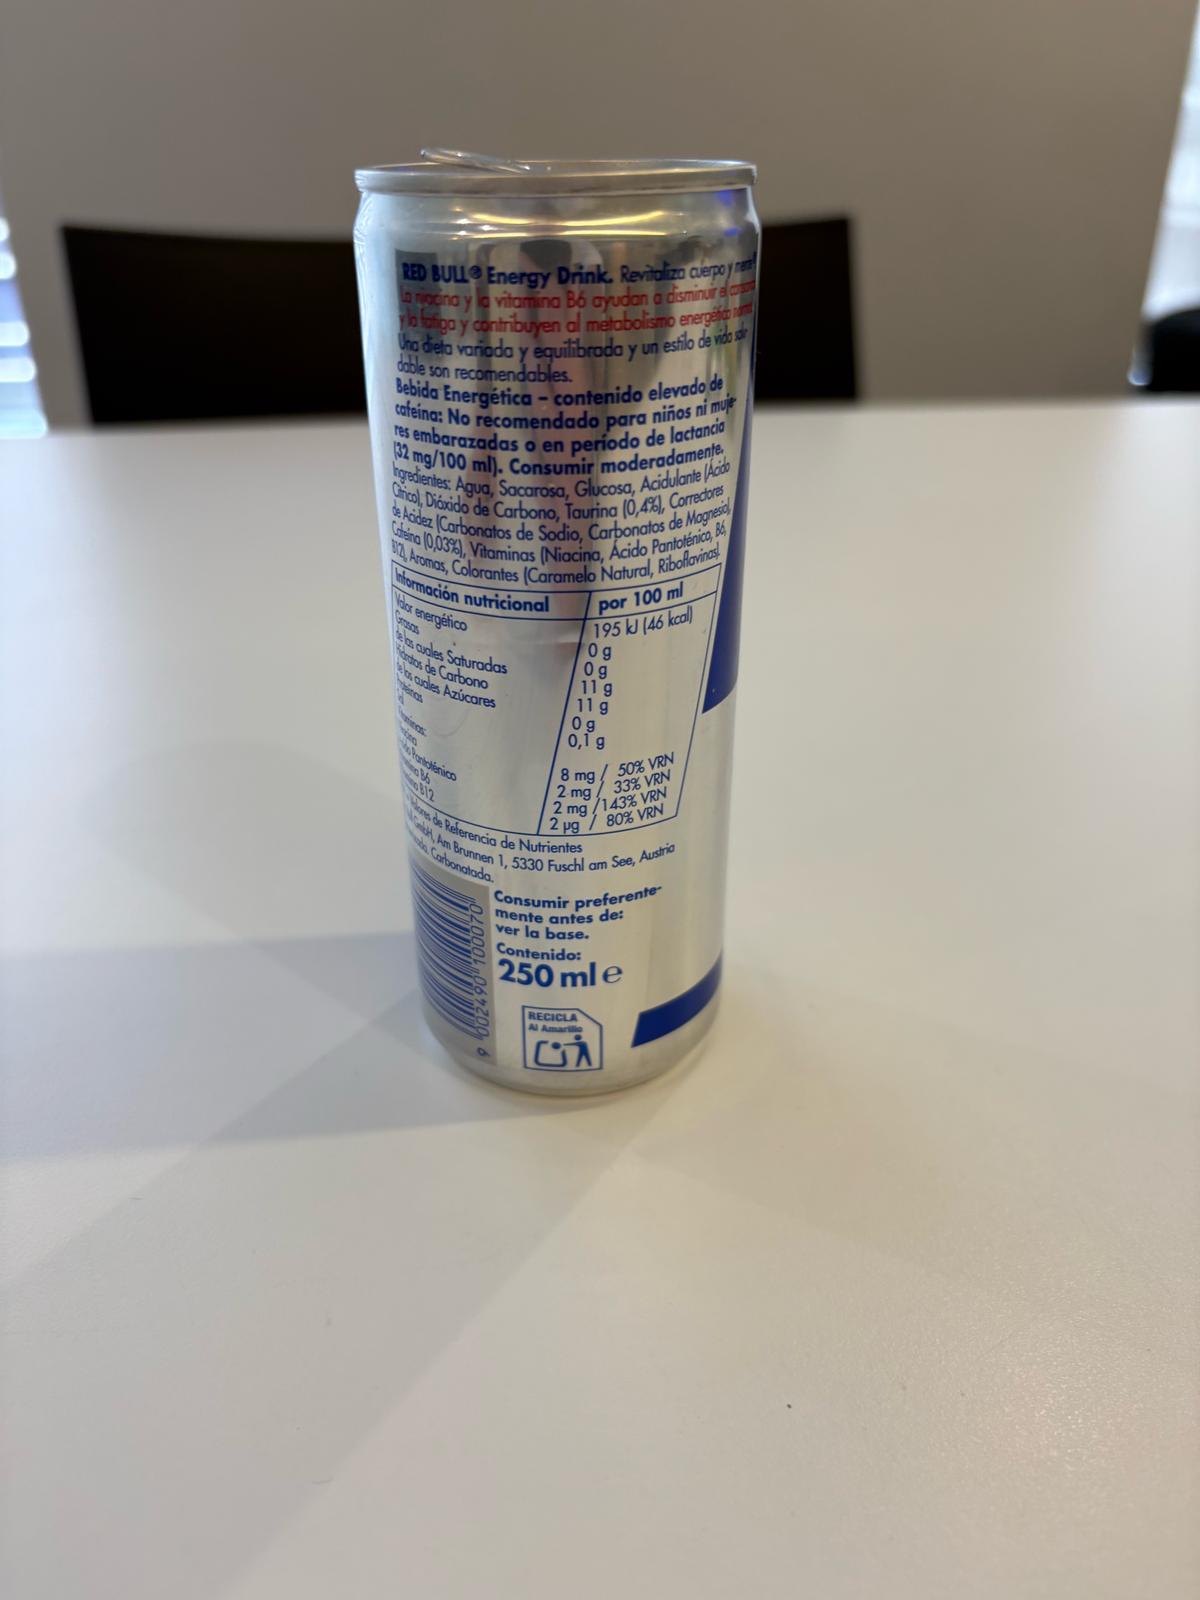 RED BULL® Energy Drink. Revitaliza cuerpo y mente®
La niacina y la vitamina B6 ayudan a disminuir el
y la fatiga y contribuyen al metabolismo energético normal.
Una dieta variada y equilibrada y un estilo de vida salu-
dable son recomendables.
Bebida Energética – contenido elevado de
cafeína: No recomendado para niños ni muje-
res embarazadas o en período de lactancia
(32 mg/100 ml). Consumir moderadamente.
Ingredientes: Agua, Sacarosa, Glucosa, Acidulante (Ácido
Cítrico), Dióxido de Carbono, Taurina (0,4%), Correctores
de Acidez (Carbonatos de Sodio, Carbonatos de Magnesio),
Cafeína (0,03%), Vitaminas (Niacina, Ácido Pantoténico, B6,
B12), Aromas, Colorantes (Caramelo Natural, Riboflavinas).
Información nutricional por 100 ml
Valor energético 195 kJ (46 kcal)
Grasas 0 g
de las cuales Saturadas 0 g
Hidratos de Carbono 11 g
de los cuales Azúcares 11 g
0 g
0,1 g
8 mg / 50% VRN
Pantoténico 2 mg / 33% VRN
B6 2 mg / 143% VRN
B12 2 µg / 80% VRN
Valores de Referencia de Nutrientes
GmbH, Am Brunnen 1, 5330 Fuschl am See, Austria
Carbonatada.
Consumir preferente-
mente antes de:
ver la base.
Contenido:
250 ml e
9 002490 100070
RECICLA
Al Amarillo